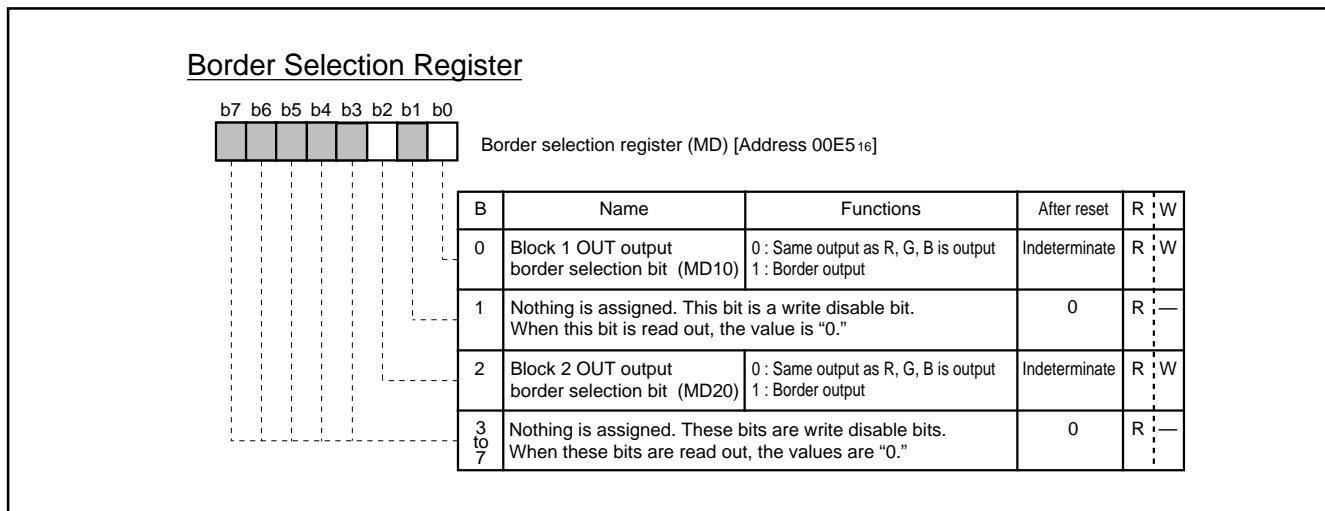 Border Selection Register
b7 b6 b5 b4 b3 b2 b1 b0
Border selection register (MD) [Address 00E5 16]
B Name Functions After reset R W
0 Block 1 OUT output border selection bit (MD10) 0 : Same output as R, G, B is output 1 : Border output Indeterminate R W
1 Nothing is assigned. This bit is a write disable bit. When this bit is read out, the value is “0.” 0 R —
2 Block 2 OUT output border selection bit (MD20) 0 : Same output as R, G, B is output 1 : Border output Indeterminate R W
3 to 7 Nothing is assigned. These bits are write disable bits. When these bits are read out, the values are “0.” 0 R —